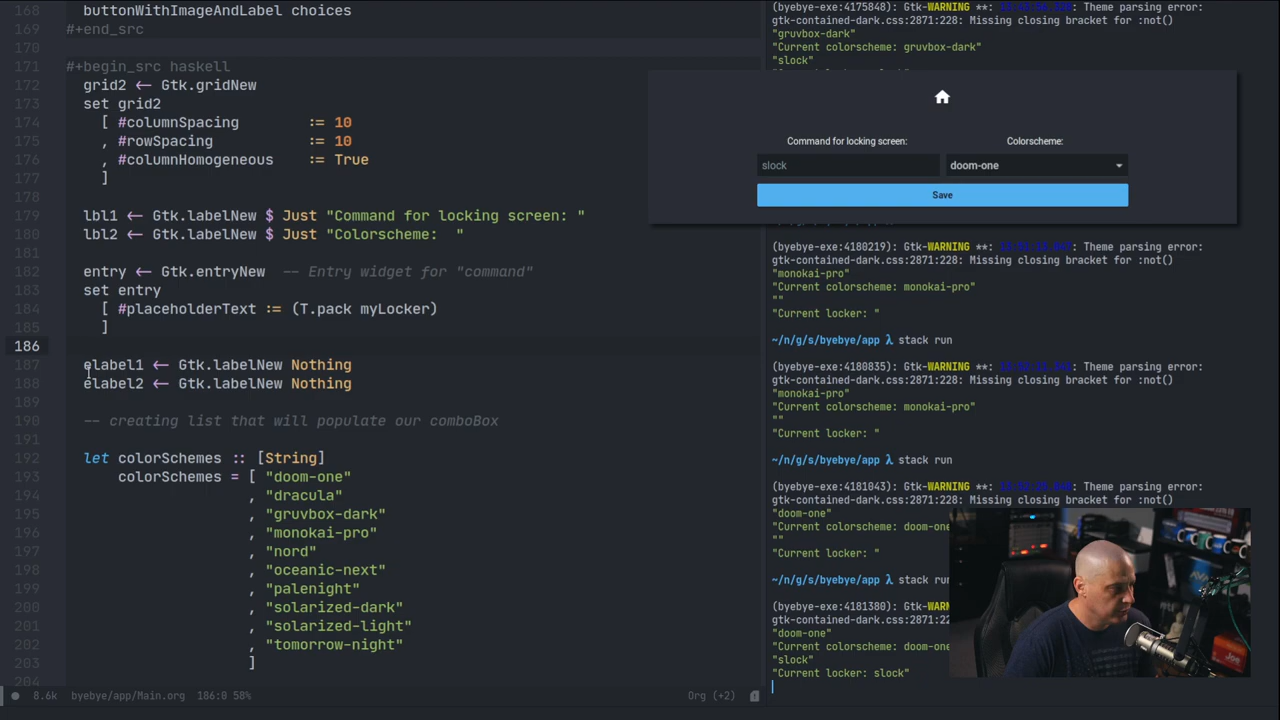 168 buttonWithImageAndLabel choices
169 #+end_src
170
171 #+begin_src haskell
172 grid2 ← Gtk.gridNew
173 set grid2
174 [ #columnSpacing := 10
175 , #rowSpacing := 10
176 , #columnHomogeneous := True
177 ]
178
179 lbl1 ← Gtk.labelNew $ Just "Command for locking screen: "
180 lbl2 ← Gtk.labelNew $ Just "Colorscheme:  "
181
182 entry ← Gtk.entryNew -- Entry widget for "command"
183 set entry
184 [ #placeholderText := (T.pack myLocker)
185 ]
186
187 elabel1 ← Gtk.labelNew Nothing
188 elabel2 ← Gtk.labelNew Nothing
189
190 -- creating list that will populate our comboBox
191
192 let colorSchemes :: [String]
193 colorSchemes = [ "doom-one"
194 , "dracula"
195 , "gruvbox-dark"
196 , "monokai-pro"
197 , "nord"
198 , "oceanic-next"
199 , "palenight"
200 , "solarized-dark"
201 , "solarized-light"
202 , "tomorrow-night"
203 ]
204
8.6k byebye/app/Main.org 186:0 58% Org (+2)
(byebye-exe:4175848): Gtk-WARNING **: Theme parsing error:
gtk-contained-dark.css:2871:228: Missing closing bracket for :not()
"gruvbox-dark"
"Current colorscheme: gruvbox-dark"
"slock"
Command for locking screen:
Colorscheme:
slock
doom-one
Save
(byebye-exe:4180219): Gtk-WARNING **: Theme parsing error:
gtk-contained-dark.css:2871:228: Missing closing bracket for :not()
"monokai-pro"
"Current colorscheme: monokai-pro"
""
"Current locker: "
~/n/g/s/byebye/app λ stack run
(byebye-exe:4180835): Gtk-WARNING **: Theme parsing error:
gtk-contained-dark.css:2871:228: Missing closing bracket for :not()
"monokai-pro"
"Current colorscheme: monokai-pro"
""
"Current locker: "
~/n/g/s/byebye/app λ stack run
(byebye-exe:4181043): Gtk-WARNING **: Theme parsing error:
gtk-contained-dark.css:2871:228: Missing closing bracket for :not()
"doom-one"
"Current colorscheme: doom-one
""
"Current locker: "
~/n/g/s/byebye/app λ stack run
(byebye-exe:4181380): Gtk-WARN
gtk-contained-dark.css:2871:22
"doom-one"
"Current colorscheme: doom-one
"slock"
"Current locker: slock"